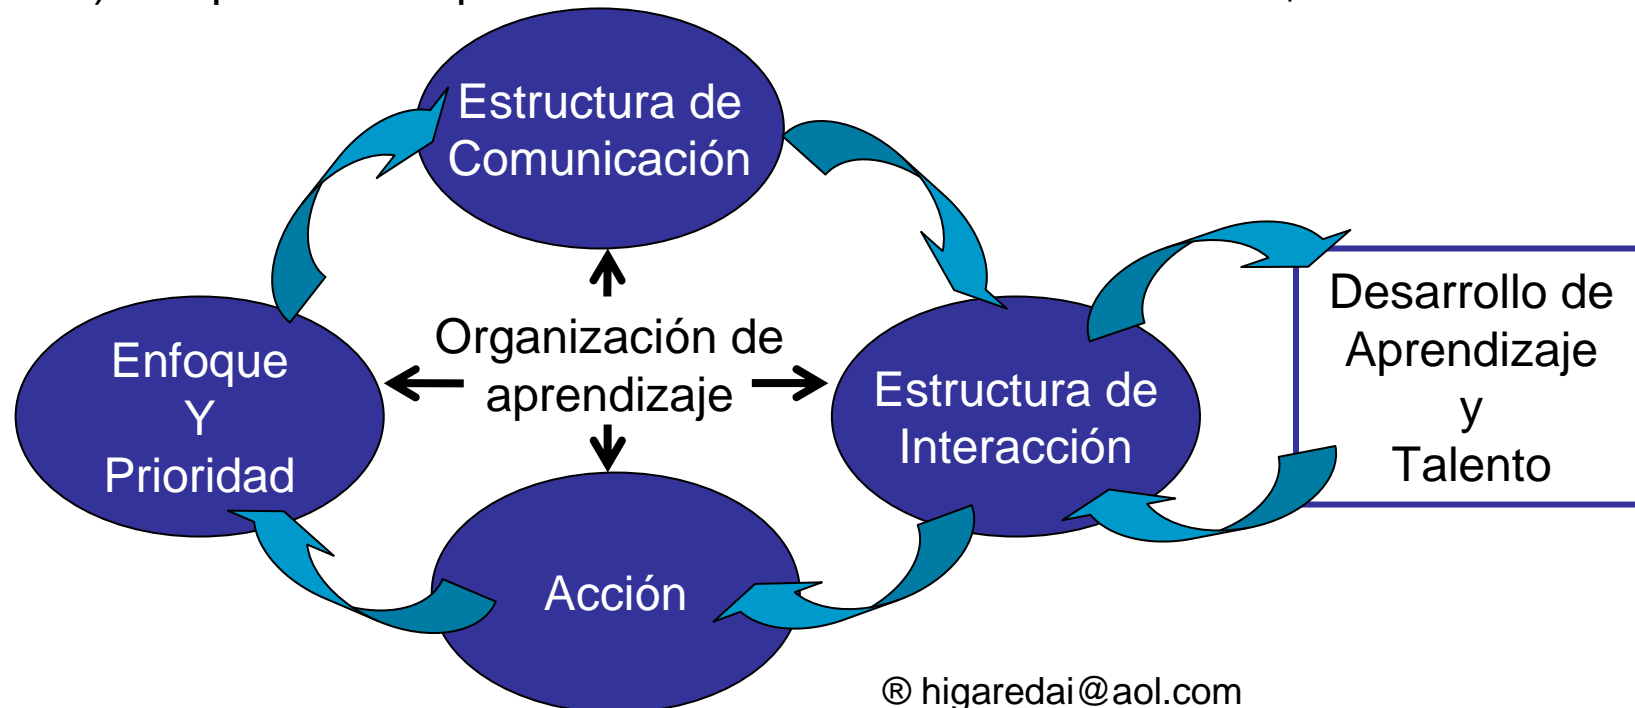 Estructura de
Comunicación
Organización de
aprendizaje
Enfoque
Y
Prioridad
Estructura de
Interacción
Desarrollo de
Aprendizaje
y
Talento
Acción
® higaredai@aol.com